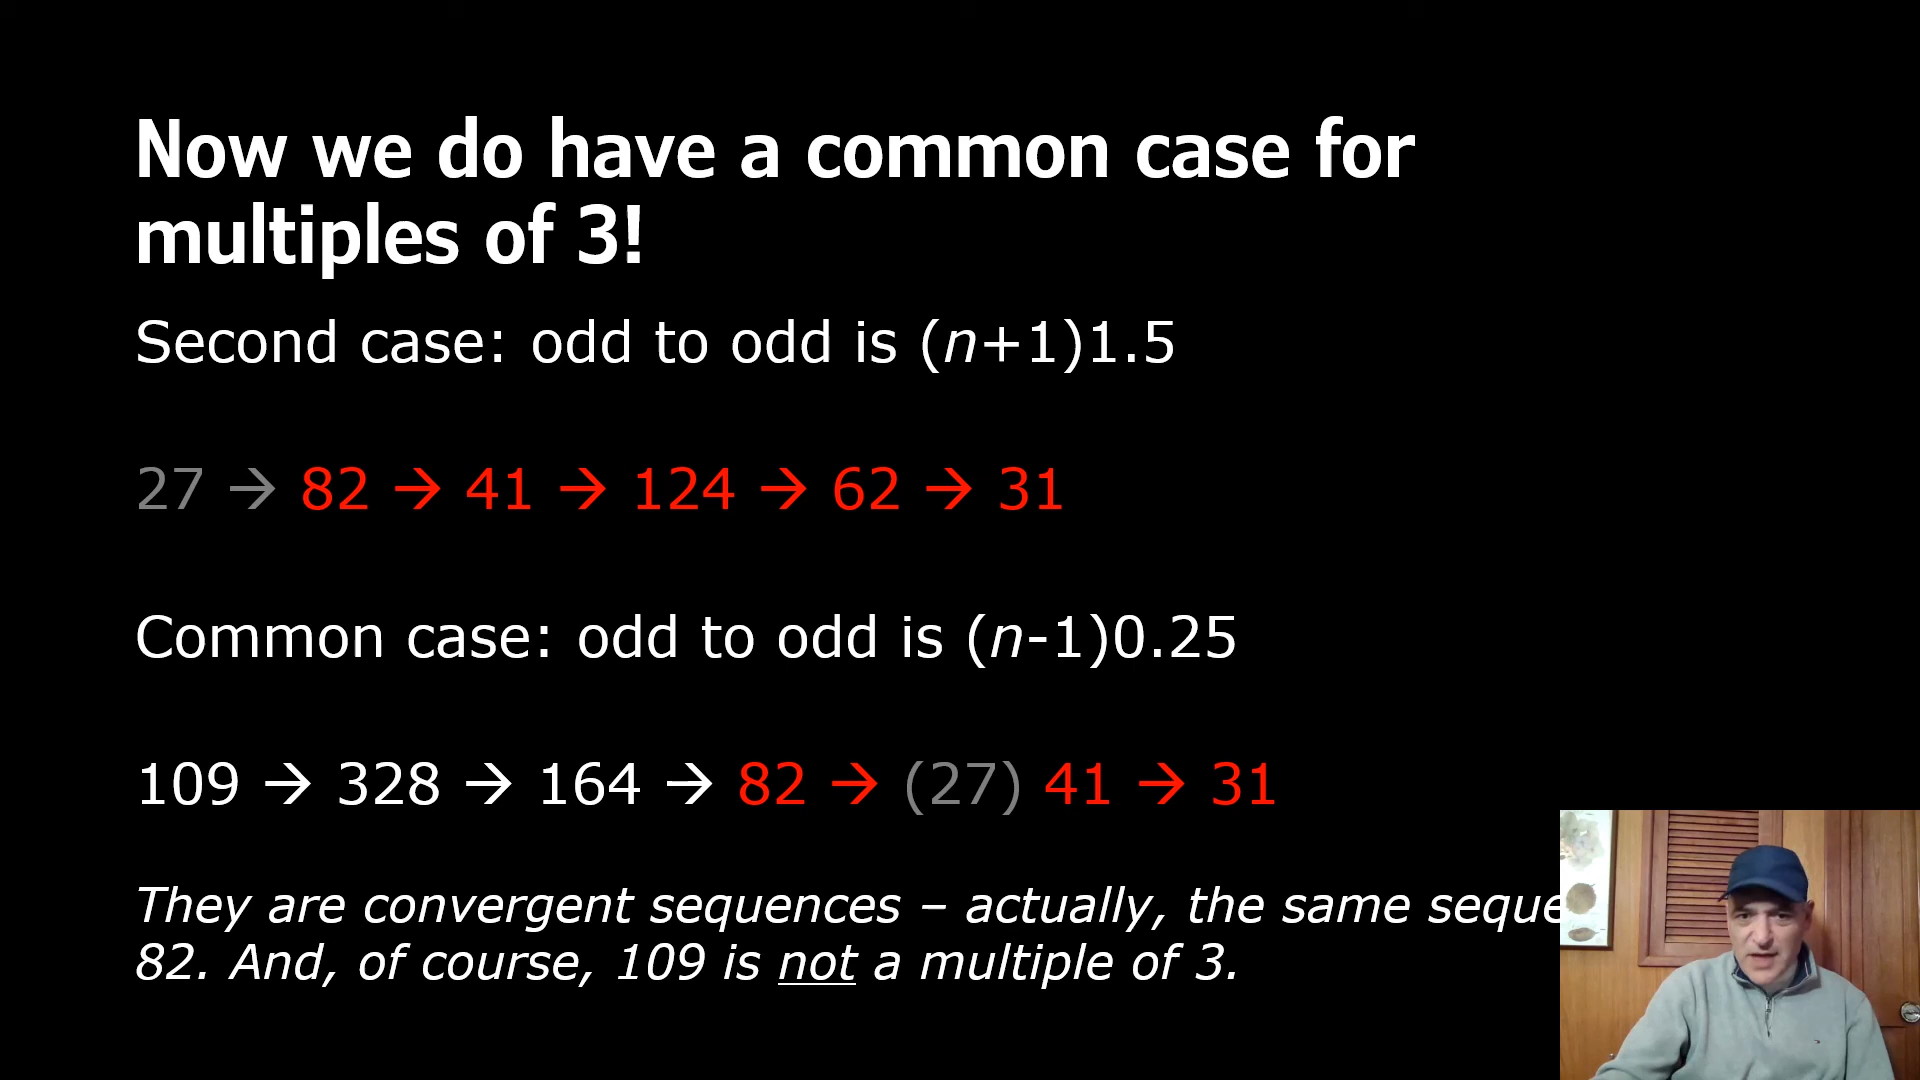 Now we do have a common case for
multiples of 3!
Second case: odd to odd is (n+1)1.5
27 → 82 → 41 → 124 → 62 → 31
Common case: odd to odd is (n-1)0.25
109 → 328 → 164 → 82 → (27) 41 → 31
They are convergent sequences – actually, the same
82. And, of course, 109 is not a multiple of 3.